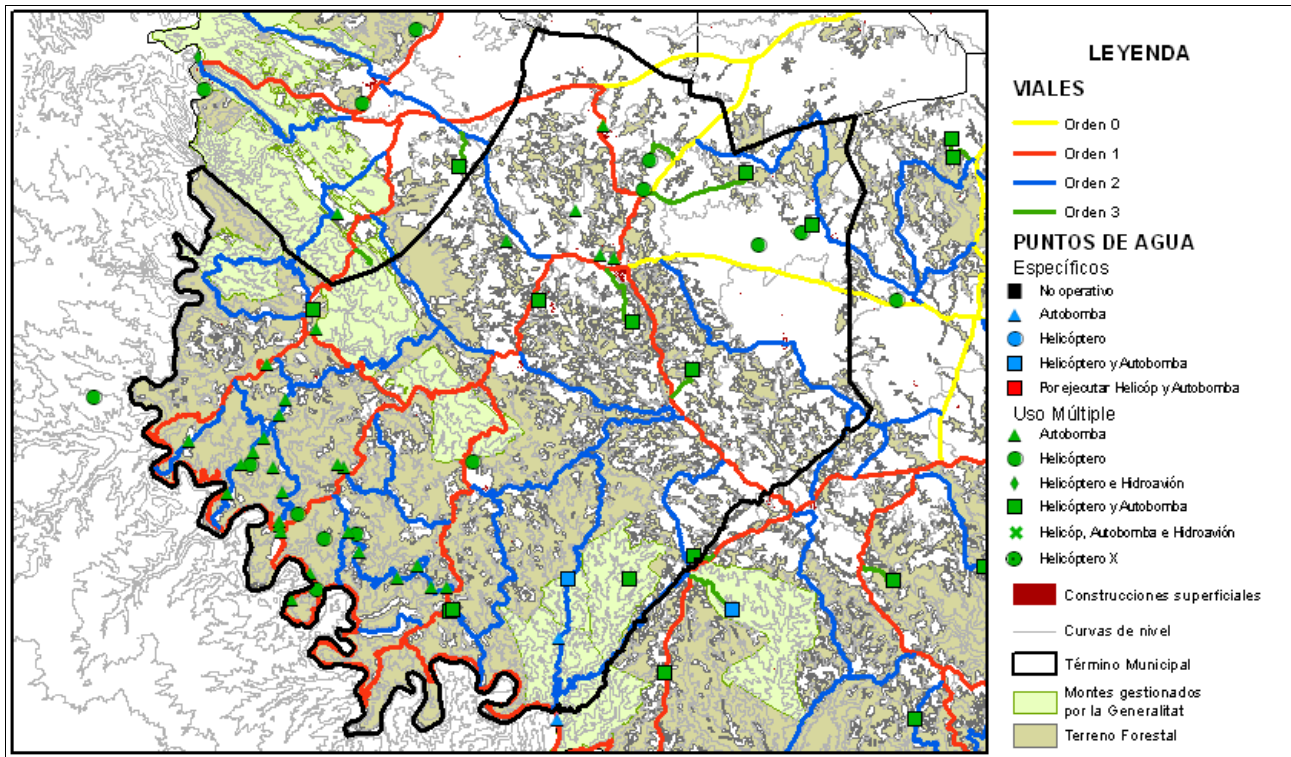 LEYENDA
VIALES
Orden 0
Orden 1
Orden 2
Orden 3
PUNTOS DE AGUA
Específicos
No operativo
Autobomba
Helicóptero
Helicóptero y Autobomba
Por ejecutar Helicóp y Autobomba
Uso Múltiple
Autobomba
Helicóptero
Helicóptero e Hidroavión
Helicóptero y Autobomba
Helicóp, Autobomba e Hidroavión
Helicóptero X
Construcciones superficiales
Curvas de nivel
Término Municipal
Montes gestionados
por la Generalitat
Terreno Forestal